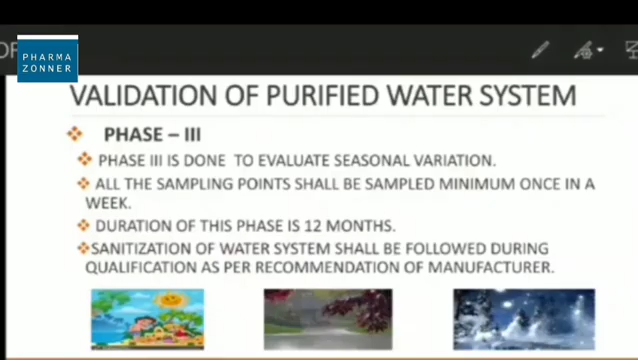 OF
PHARMA
ZONNER
VALIDATION OF PURIFIED WATER SYSTEM
PHASE – III
PHASE III IS DONE TO EVALUATE SEASONAL VARIATION.
ALL THE SAMPLING POINTS SHALL BE SAMPLED MINIMUM ONCE IN A
WEEK.
DURATION OF THIS PHASE IS 12 MONTHS.
SANITIZATION OF WATER SYSTEM SHALL BE FOLLOWED DURING
QUALIFICATION AS PER RECOMMENDATION OF MANUFACTURER.